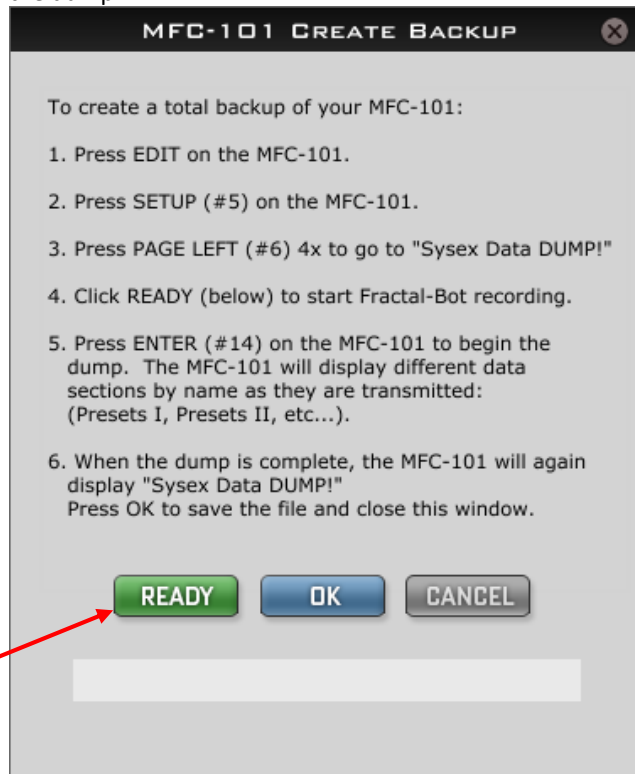 MFC-101 CREATE BACKUP
To create a total backup of your MFC-101:
1. Press EDIT on the MFC-101.
2. Press SETUP (#5) on the MFC-101.
3. Press PAGE LEFT (#6) 4x to go to "Sysex Data DUMP!"
4. Click READY (below) to start Fractal-Bot recording.
5. Press ENTER (#14) on the MFC-101 to begin the
dump. The MFC-101 will display different data
sections by name as they are transmitted:
(Presets I, Presets II, etc...).
6. When the dump is complete, the MFC-101 will again
display "Sysex Data DUMP!"
Press OK to save the file and close this window.
READY OK CANCEL